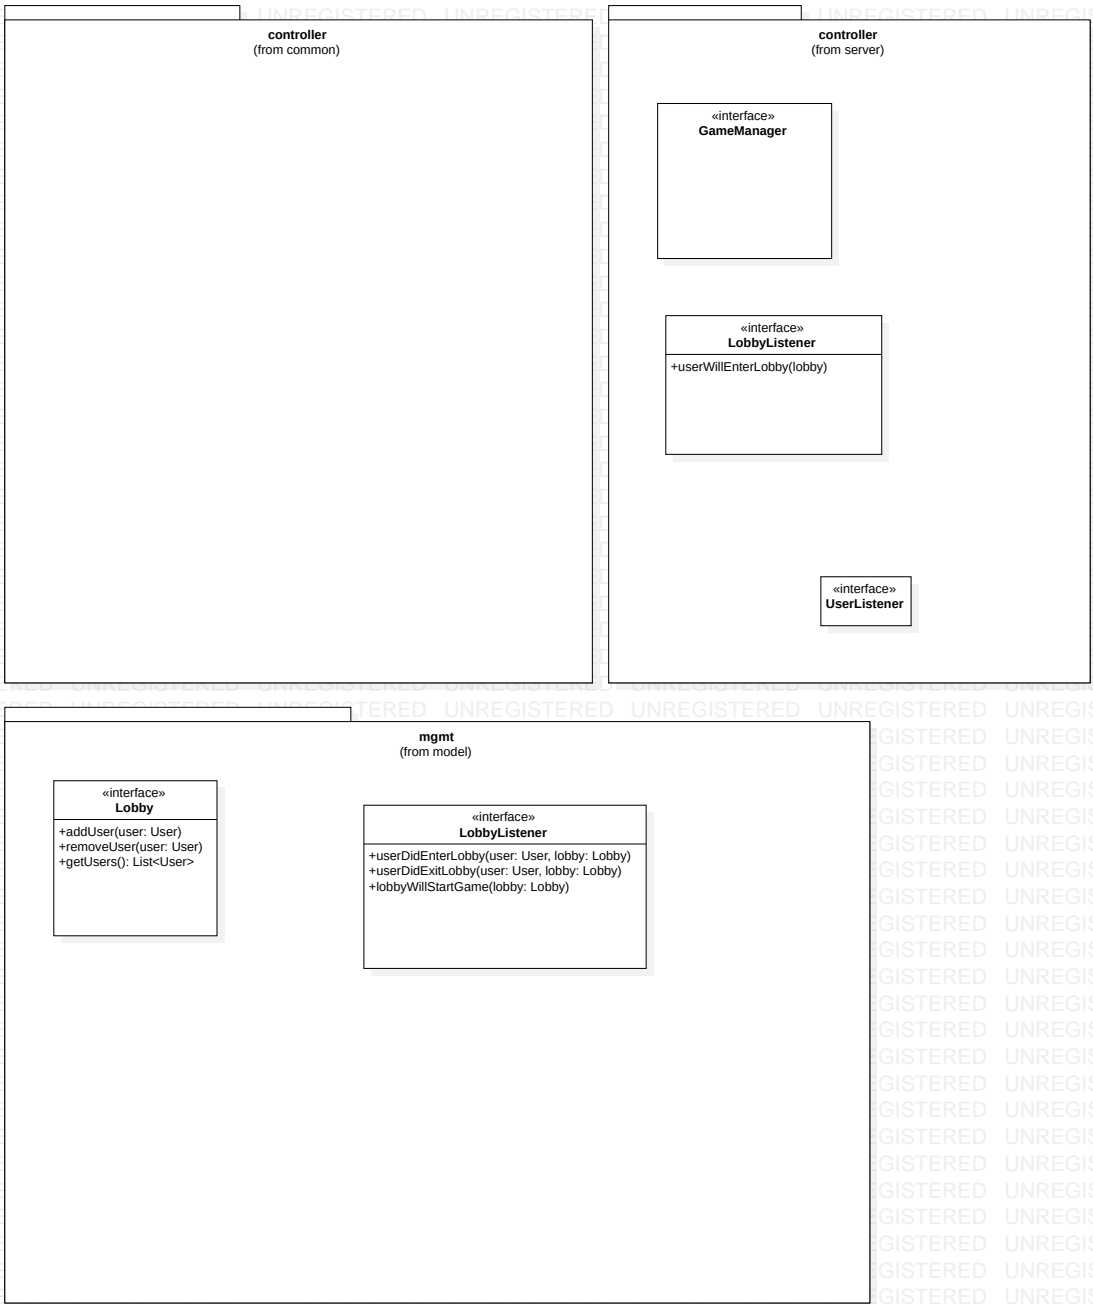 controller
(from common)
controller
(from server)
«interface»
GameManager
«interface»
LobbyListener
+userWillEnterLobby(lobby)
«interface»
UserListener
mgmt
(from model)
«interface»
Lobby
+addUser(user: User)
+removeUser(user: User)
+getUsers(): List<User>
«interface»
LobbyListener
+userDidEnterLobby(user: User, lobby: Lobby)
+userDidExitLobby(user: User, lobby: Lobby)
+lobbyWillStartGame(lobby: Lobby)
UNREGISTERED UNREGISTERED